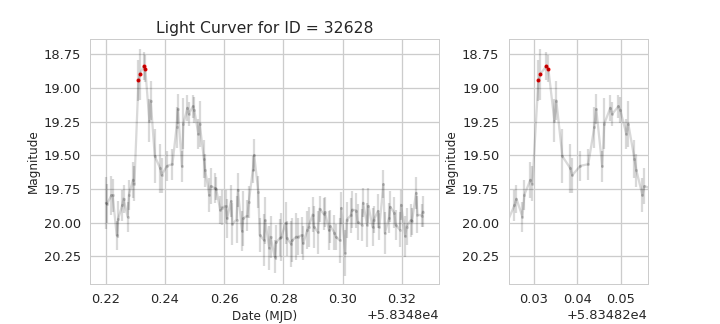 Light Curver for ID = 32628
Magnitude
18.75
19.00
19.25
19.50
19.75
20.00
20.25
0.22 0.24 0.26 0.28 0.30 0.32
Date (MJD) +5.8348e4
Magnitude
18.75
19.00
19.25
19.50
19.75
20.00
20.25
0.03 0.04 0.05
+5.83482e4